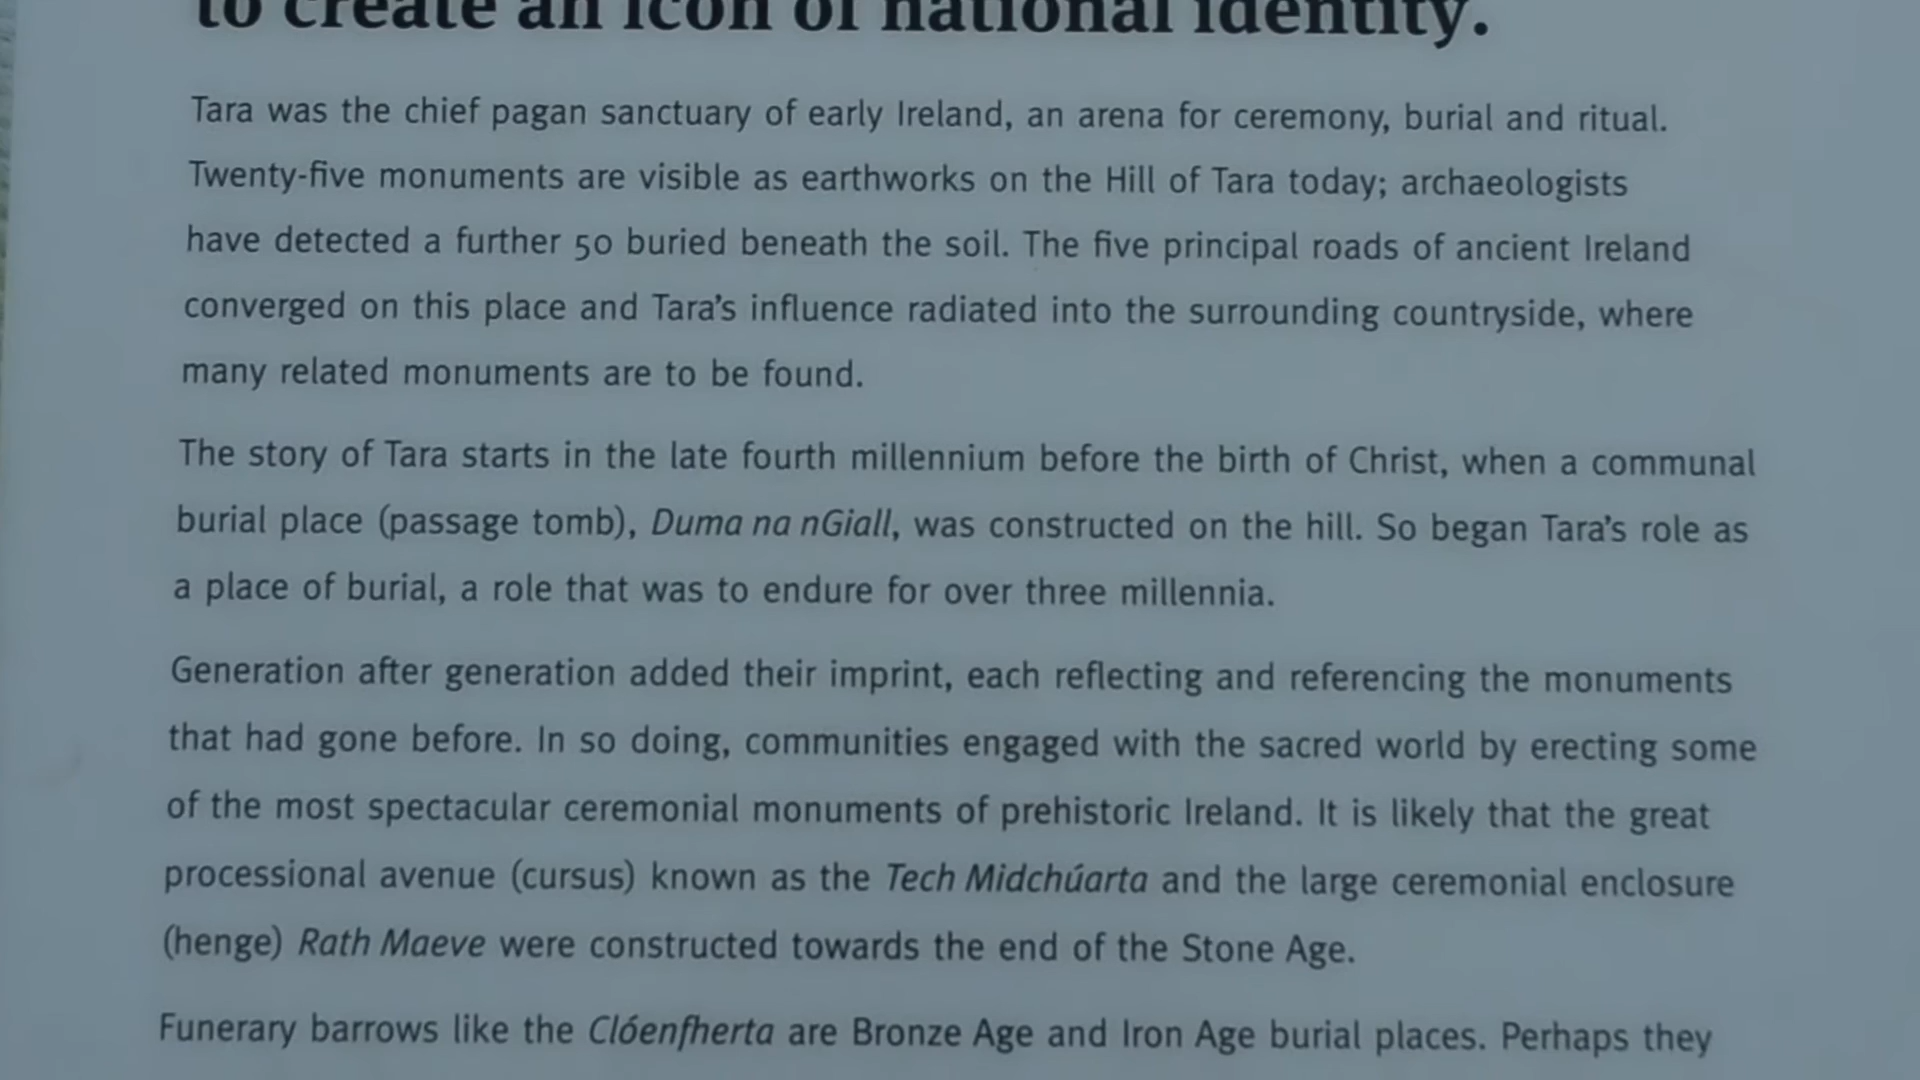 to create an icon of national identity.
Tara was the chief pagan sanctuary of early Ireland, an arena for ceremony, burial and ritual.
Twenty-five monuments are visible as earthworks on the Hill of Tara today; archaeologists
have detected a further 50 buried beneath the soil. The five principal roads of ancient Ireland
converged on this place and Tara’s influence radiated into the surrounding countryside, where
many related monuments are to be found.
The story of Tara starts in the late fourth millennium before the birth of Christ, when a communal
burial place (passage tomb), Duma na nGiall, was constructed on the hill. So began Tara’s role as
a place of burial, a role that was to endure for over three millennia.
Generation after generation added their imprint, each reflecting and referencing the monuments
that had gone before. In so doing, communities engaged with the sacred world by erecting some
of the most spectacular ceremonial monuments of prehistoric Ireland. It is likely that the great
processional avenue (cursus) known as the Tech Midchúarta and the large ceremonial enclosure
(henge) Rath Maeve were constructed towards the end of the Stone Age.
Funerary barrows like the Clóenfherta are Bronze Age and Iron Age burial places. Perhaps they